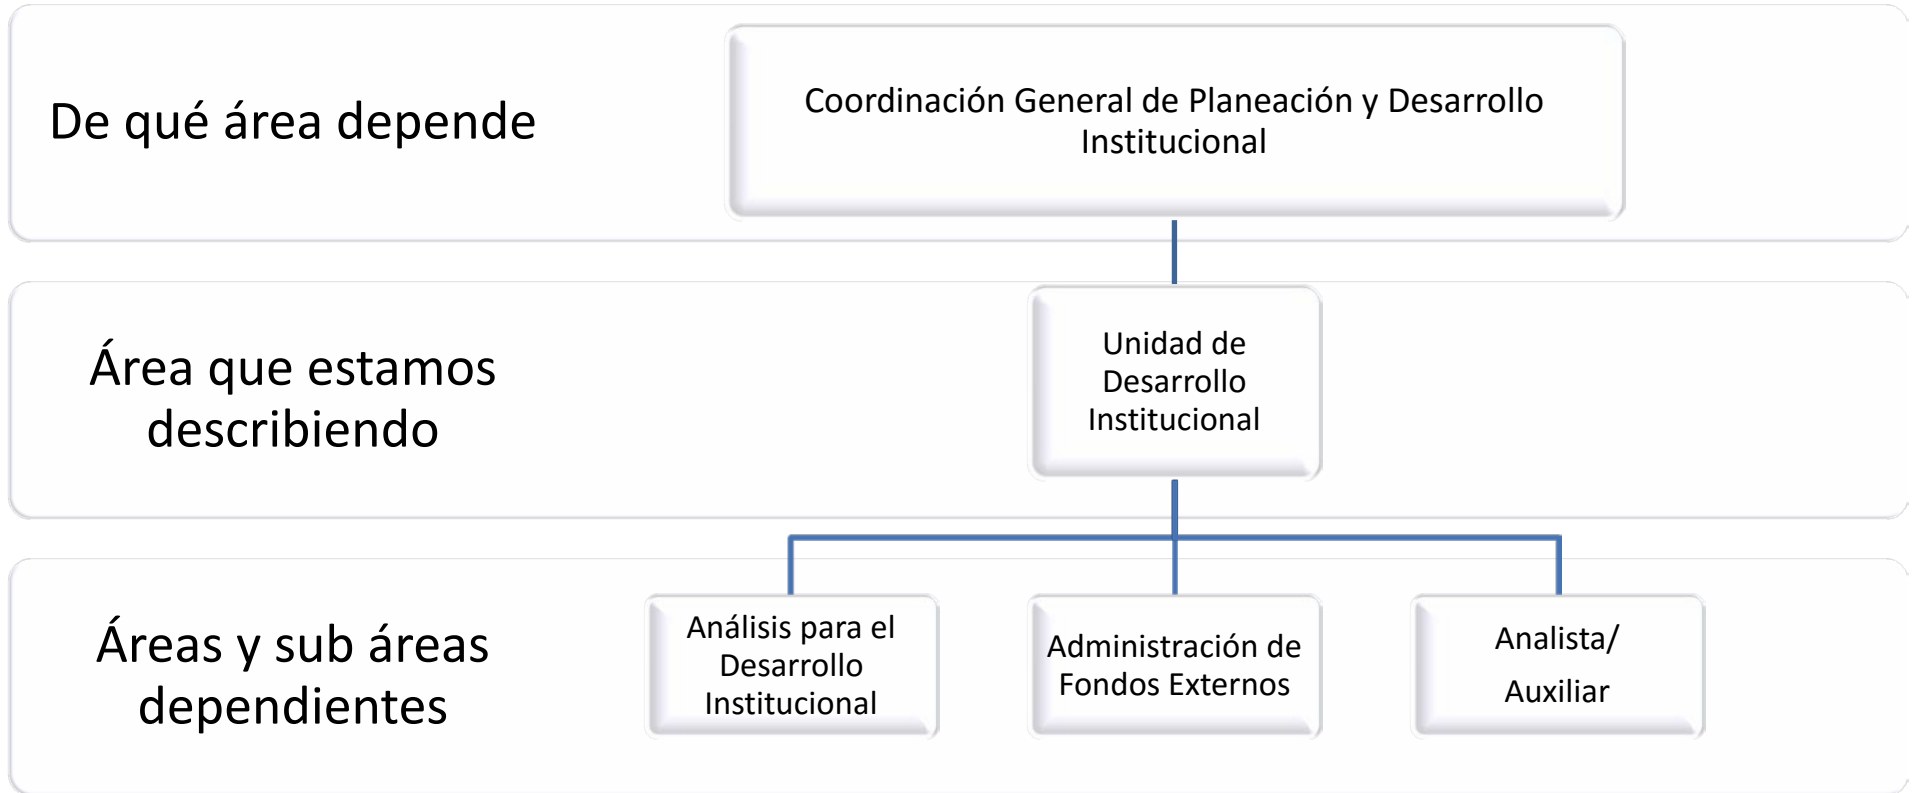 De qué área depende
Coordinación General de Planeación y Desarrollo
Institucional
Área que estamos
describiendo
Unidad de
Desarrollo
Institucional
Áreas y sub áreas
dependientes
Análisis para el
Desarrollo
Institucional
Administración de
Fondos Externos
Analista/
Auxiliar